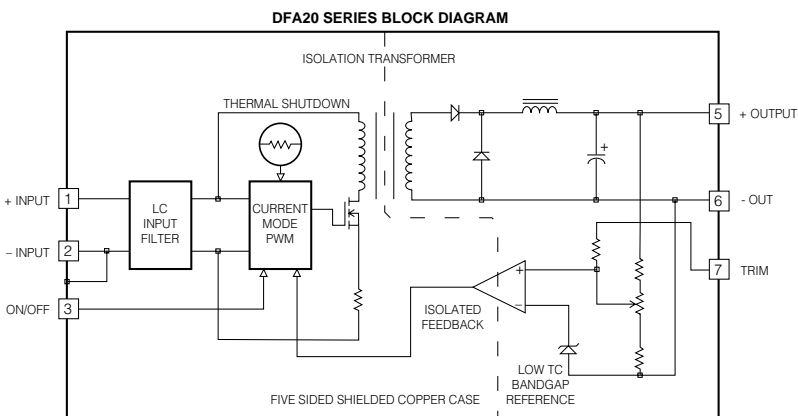 DFA20 SERIES BLOCK DIAGRAM
ISOLATION TRANSFORMER
THERMAL SHUTDOWN
5 + OUTPUT
+
+ INPUT 1
LC
INPUT
FILTER
CURRENT
MODE
PWM
6 - OUT
– INPUT 2
7 TRIM
+
–
ON/OFF 3
ISOLATED
FEEDBACK
LOW TC
BANDGAP
REFERENCE
FIVE SIDED SHIELDED COPPER CASE